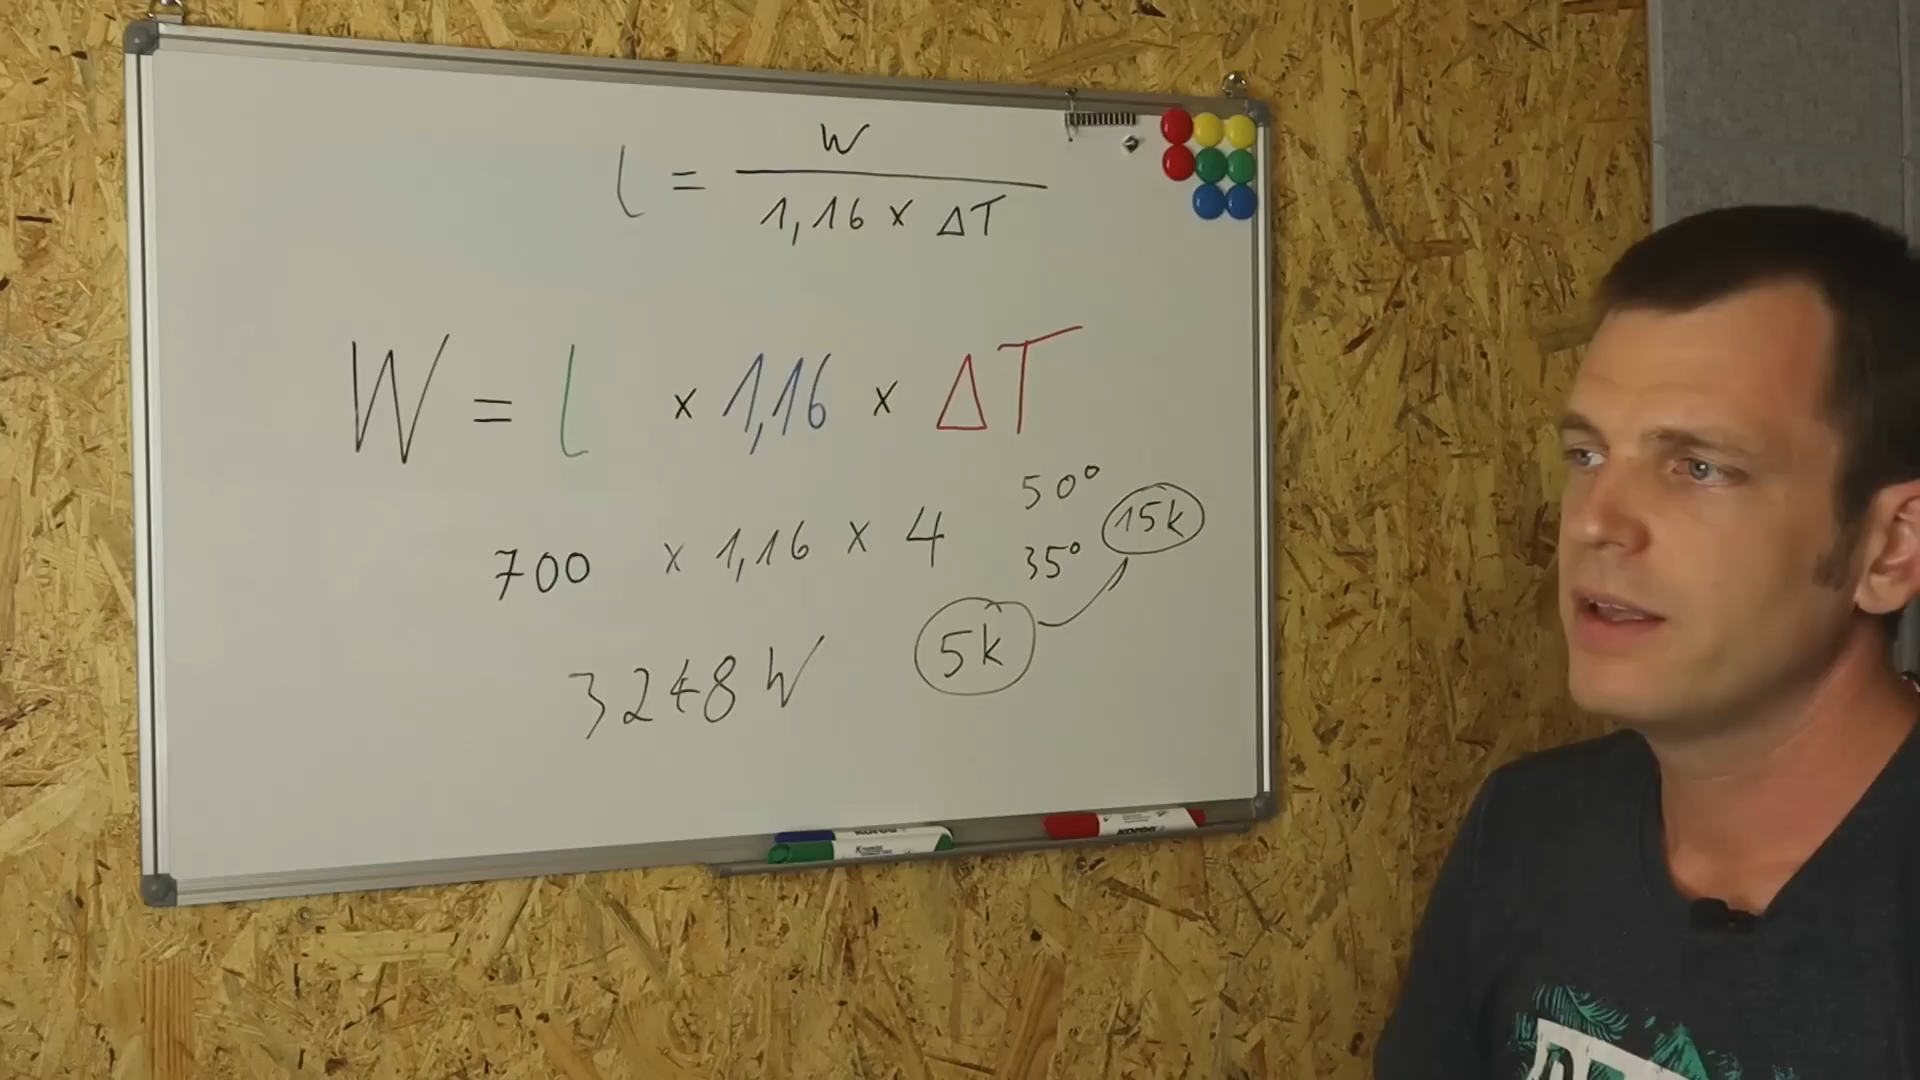 W
l = ―
1,16 x ΔT
W = l x 1,16 x ΔT
50°
15k
35°
700 x 1,16 x 4
5k
3248 W